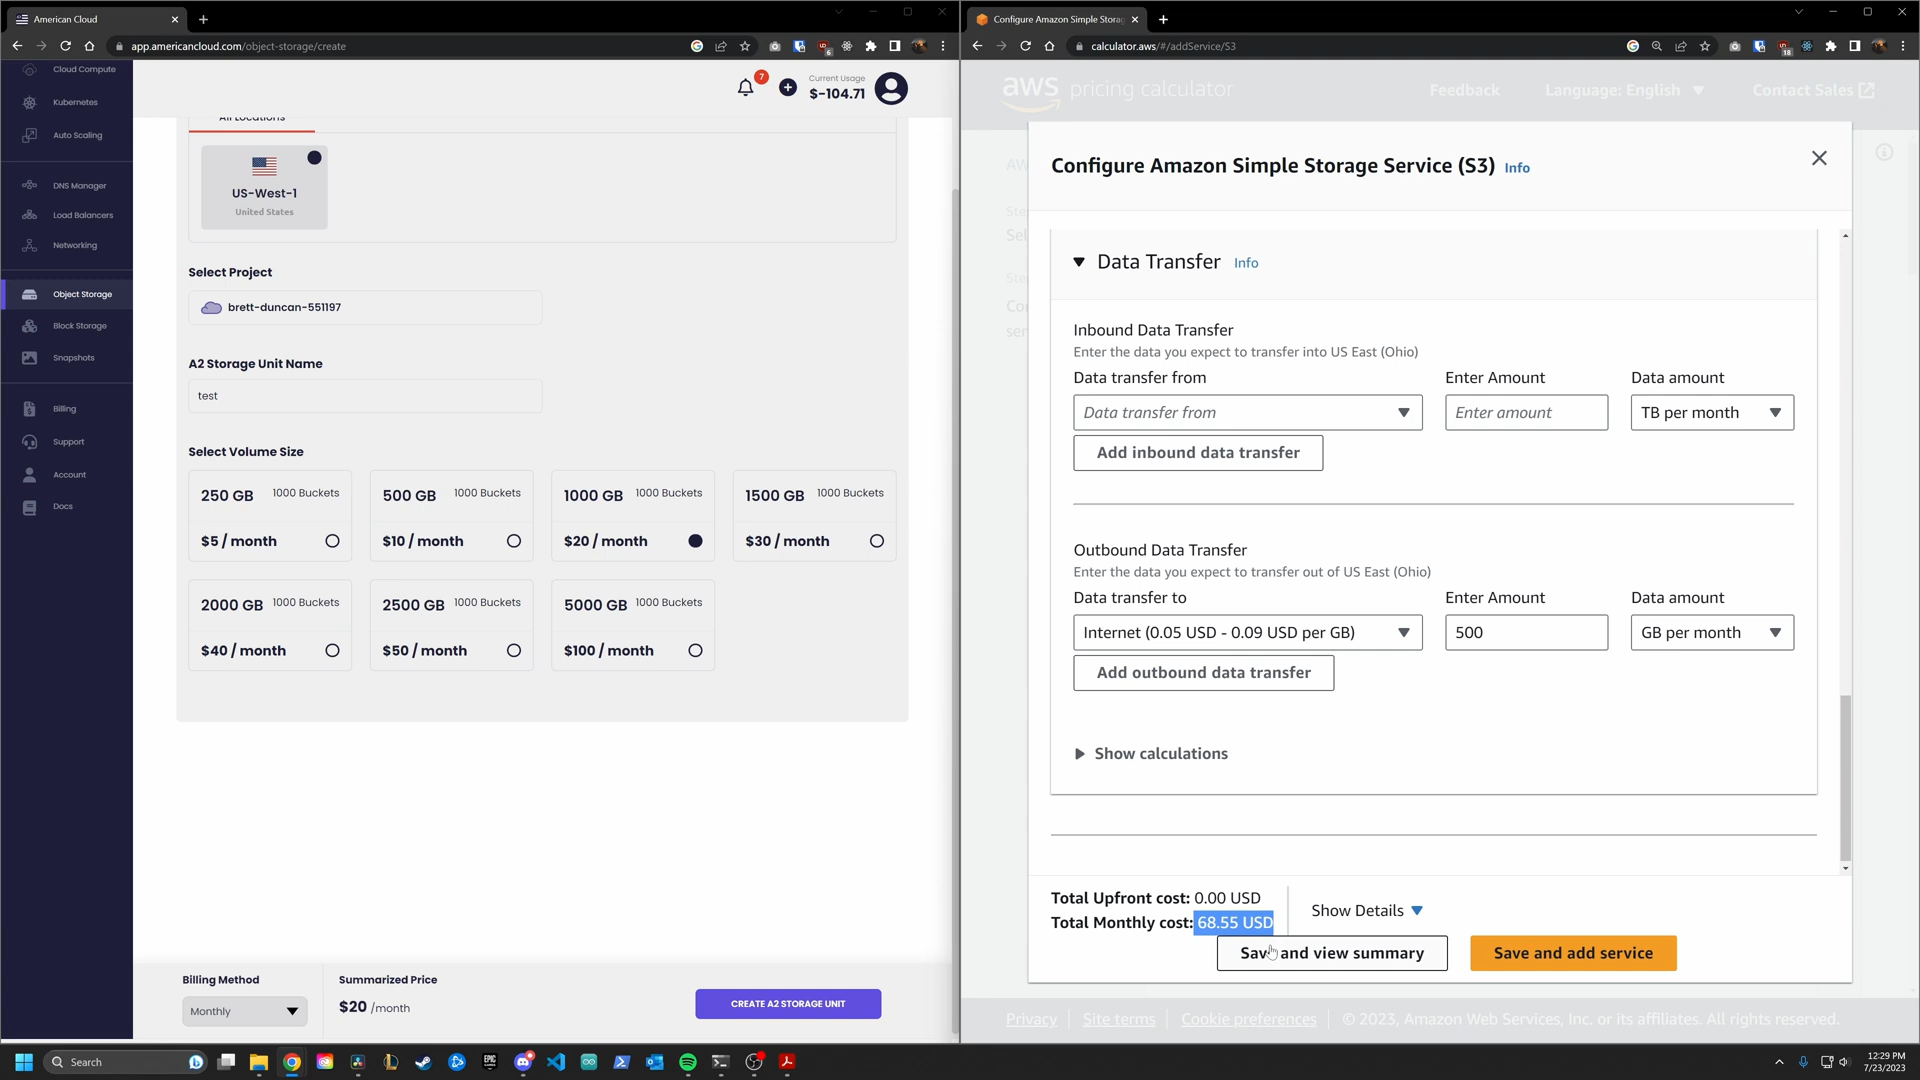 American Cloud
app.americancloud.com/object-storage/create
6
Cloud Compute
Kubernetes
Auto Scaling
DNS Manager
Load Balancers
Networking
Object Storage
Block Storage
Snapshots
Billing
Support
Account
Docs
7
Current Usage
$-104.71
All Locations
US-West-1
United States
Select Project
brett-duncan-551197
A2 Storage Unit Name
test
Select Volume Size
250 GB 1000 Buckets
$5 / month
500 GB 1000 Buckets
$10 / month
1000 GB 1000 Buckets
$20 / month
1500 GB 1000 Buckets
$30 / month
2000 GB 1000 Buckets
$40 / month
2500 GB 1000 Buckets
$50 / month
5000 GB 1000 Buckets
$100 / month
Billing Method
Monthly
Summarized Price
$20 /month
CREATE A2 STORAGE UNIT
Configure Amazon Simple Storag
calculator.aws/#/addService/S3
18
aws pricing calculator
Feedback
Language: English
Contact Sales
Configure Amazon Simple Storage Service (S3) Info
Data Transfer Info
Inbound Data Transfer
Enter the data you expect to transfer into US East (Ohio)
Data transfer from Enter Amount Data amount
Data transfer from Enter amount TB per month
Add inbound data transfer
Outbound Data Transfer
Enter the data you expect to transfer out of US East (Ohio)
Data transfer to Enter Amount Data amount
Internet (0.05 USD - 0.09 USD per GB) 500 GB per month
Add outbound data transfer
Show calculations
Total Upfront cost: 0.00 USD
Total Monthly cost: 68.55 USD
Show Details
Save and view summary
Save and add service
Privacy Site terms Cookie preferences © 2023, Amazon Web Services, Inc. or its affiliates. All rights reserved.
Search
EPIC
12:29 PM
7/23/2023